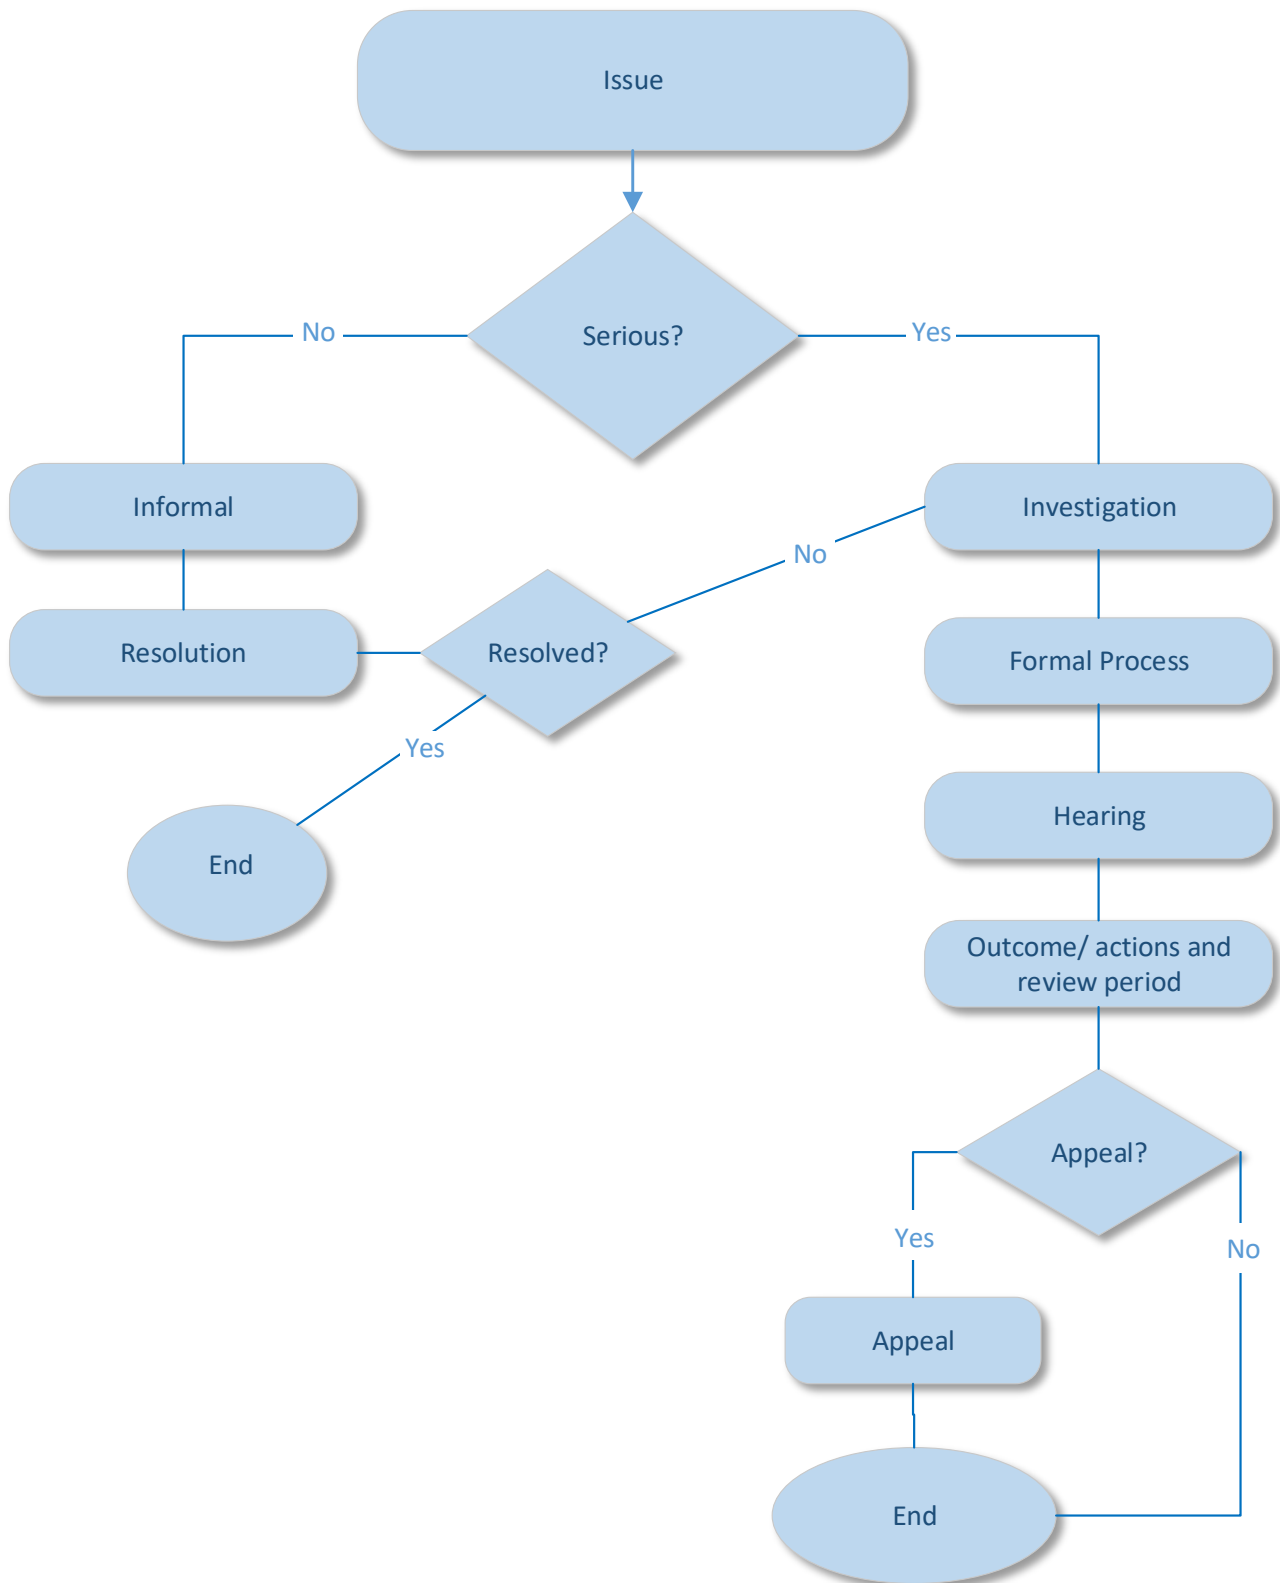 Issue
Serious?
No
Yes
Informal
Investigation
No
Resolution
Resolved?
Formal Process
Yes
Hearing
End
Outcome/ actions and
review period
Appeal?
Yes
No
Appeal
End